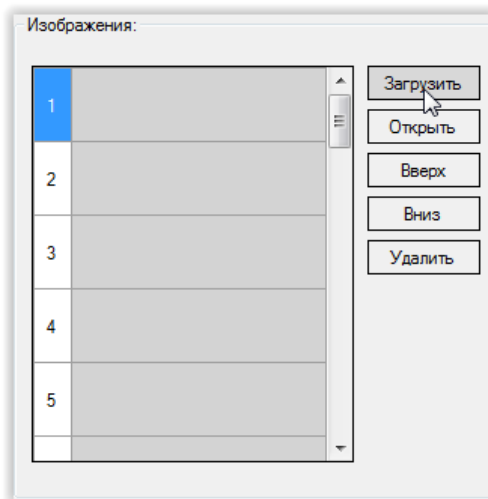 Изображения:
1
2
3
4
5
Загрузить
Открыть
Вверх
Вниз
Удалить